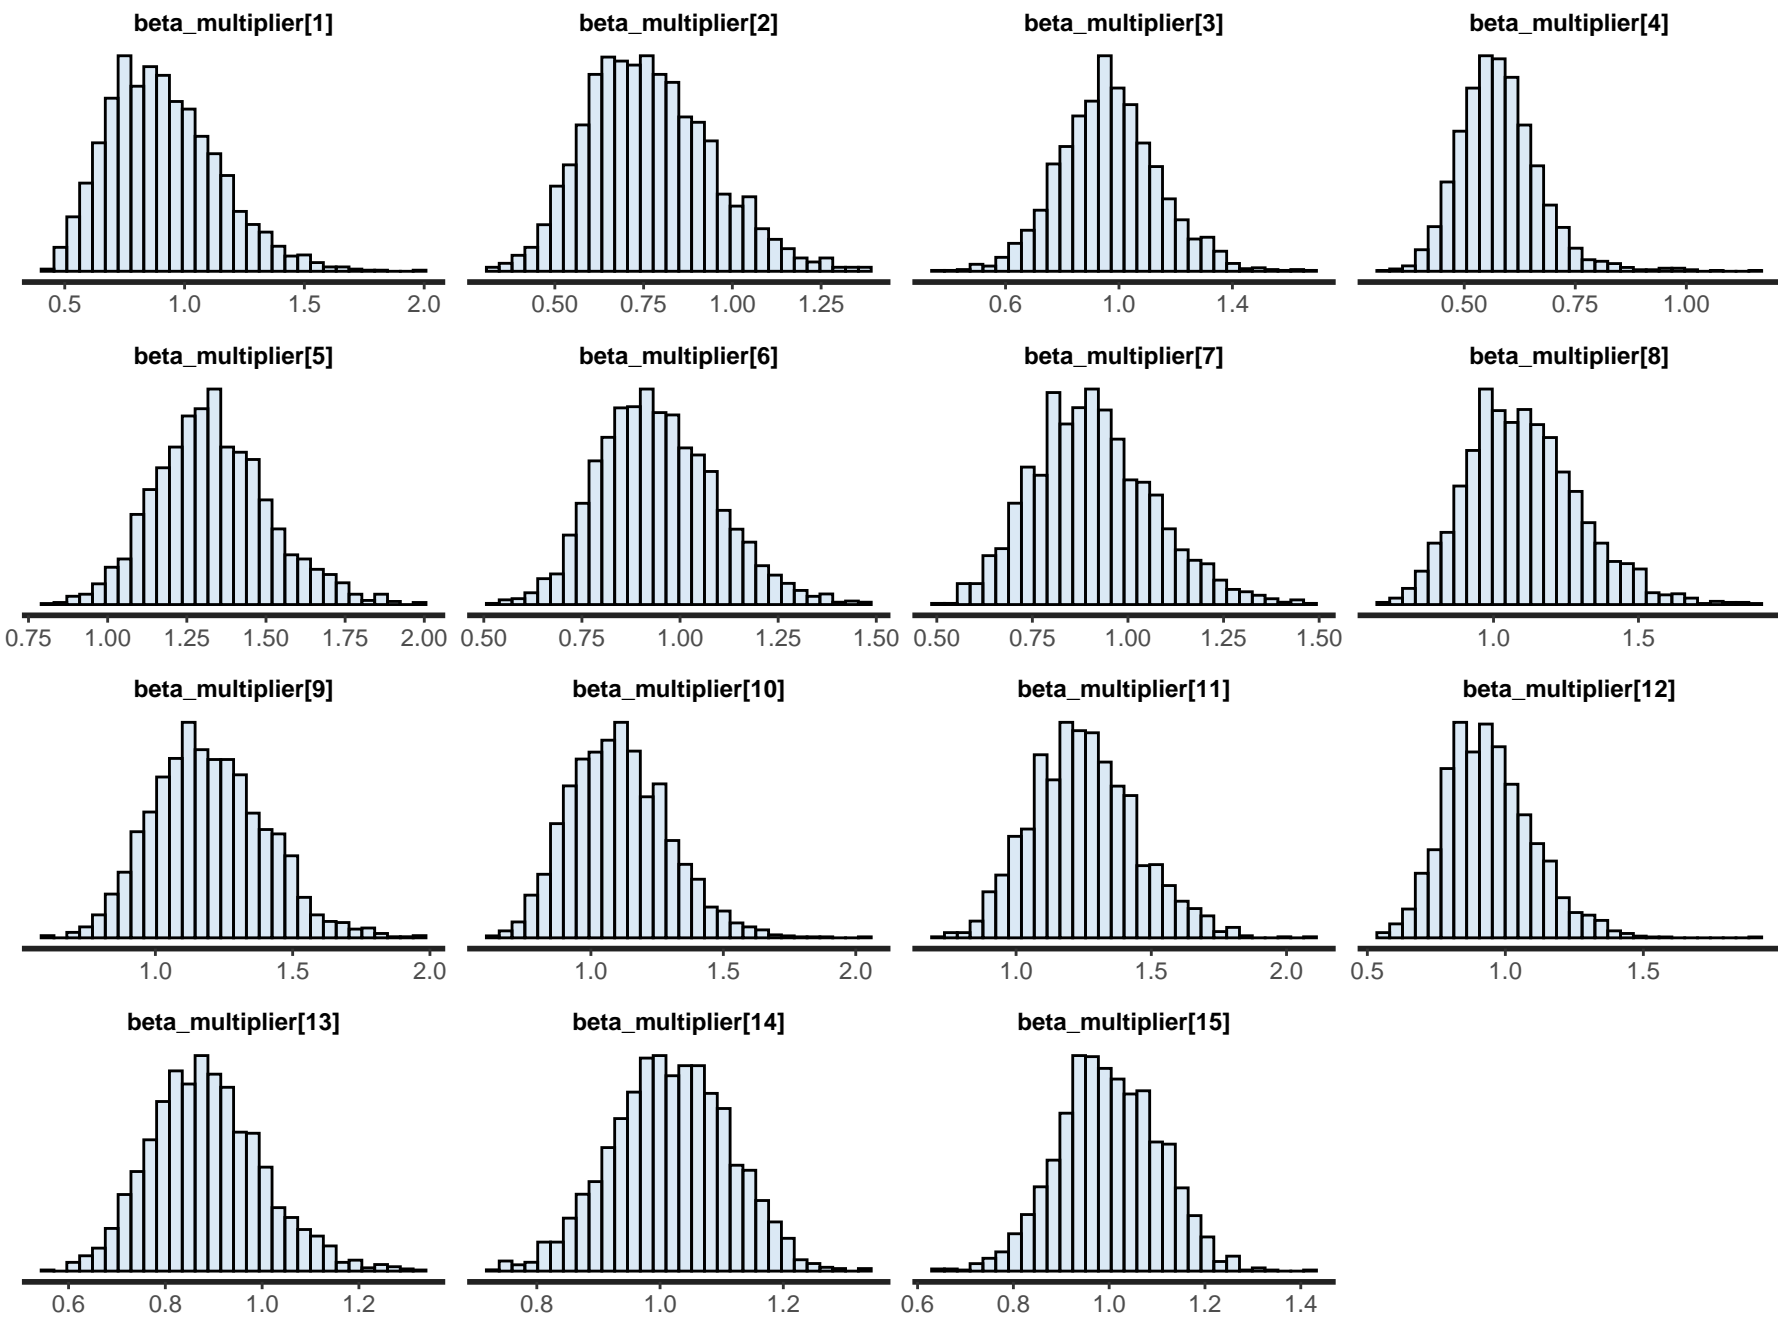 beta_multiplier[1] beta_multiplier[2] beta_multiplier[3] beta_multiplier[4]
0.5 1.0 1.5 2.0 0.50 0.75 1.00 1.25 0.6 1.0 1.4 0.50 0.75 1.00
beta_multiplier[5] beta_multiplier[6] beta_multiplier[7] beta_multiplier[8]
0.75 1.00 1.25 1.50 1.75 2.00 0.50 0.75 1.00 1.25 1.50 0.50 0.75 1.00 1.25 1.50 1.0 1.5
beta_multiplier[9] beta_multiplier[10] beta_multiplier[11] beta_multiplier[12]
1.0 1.5 2.0 1.0 1.5 2.0 1.0 1.5 2.0 0.5 1.0 1.5
beta_multiplier[13] beta_multiplier[14] beta_multiplier[15]
0.6 0.8 1.0 1.2 0.8 1.0 1.2 0.6 0.8 1.0 1.2 1.4